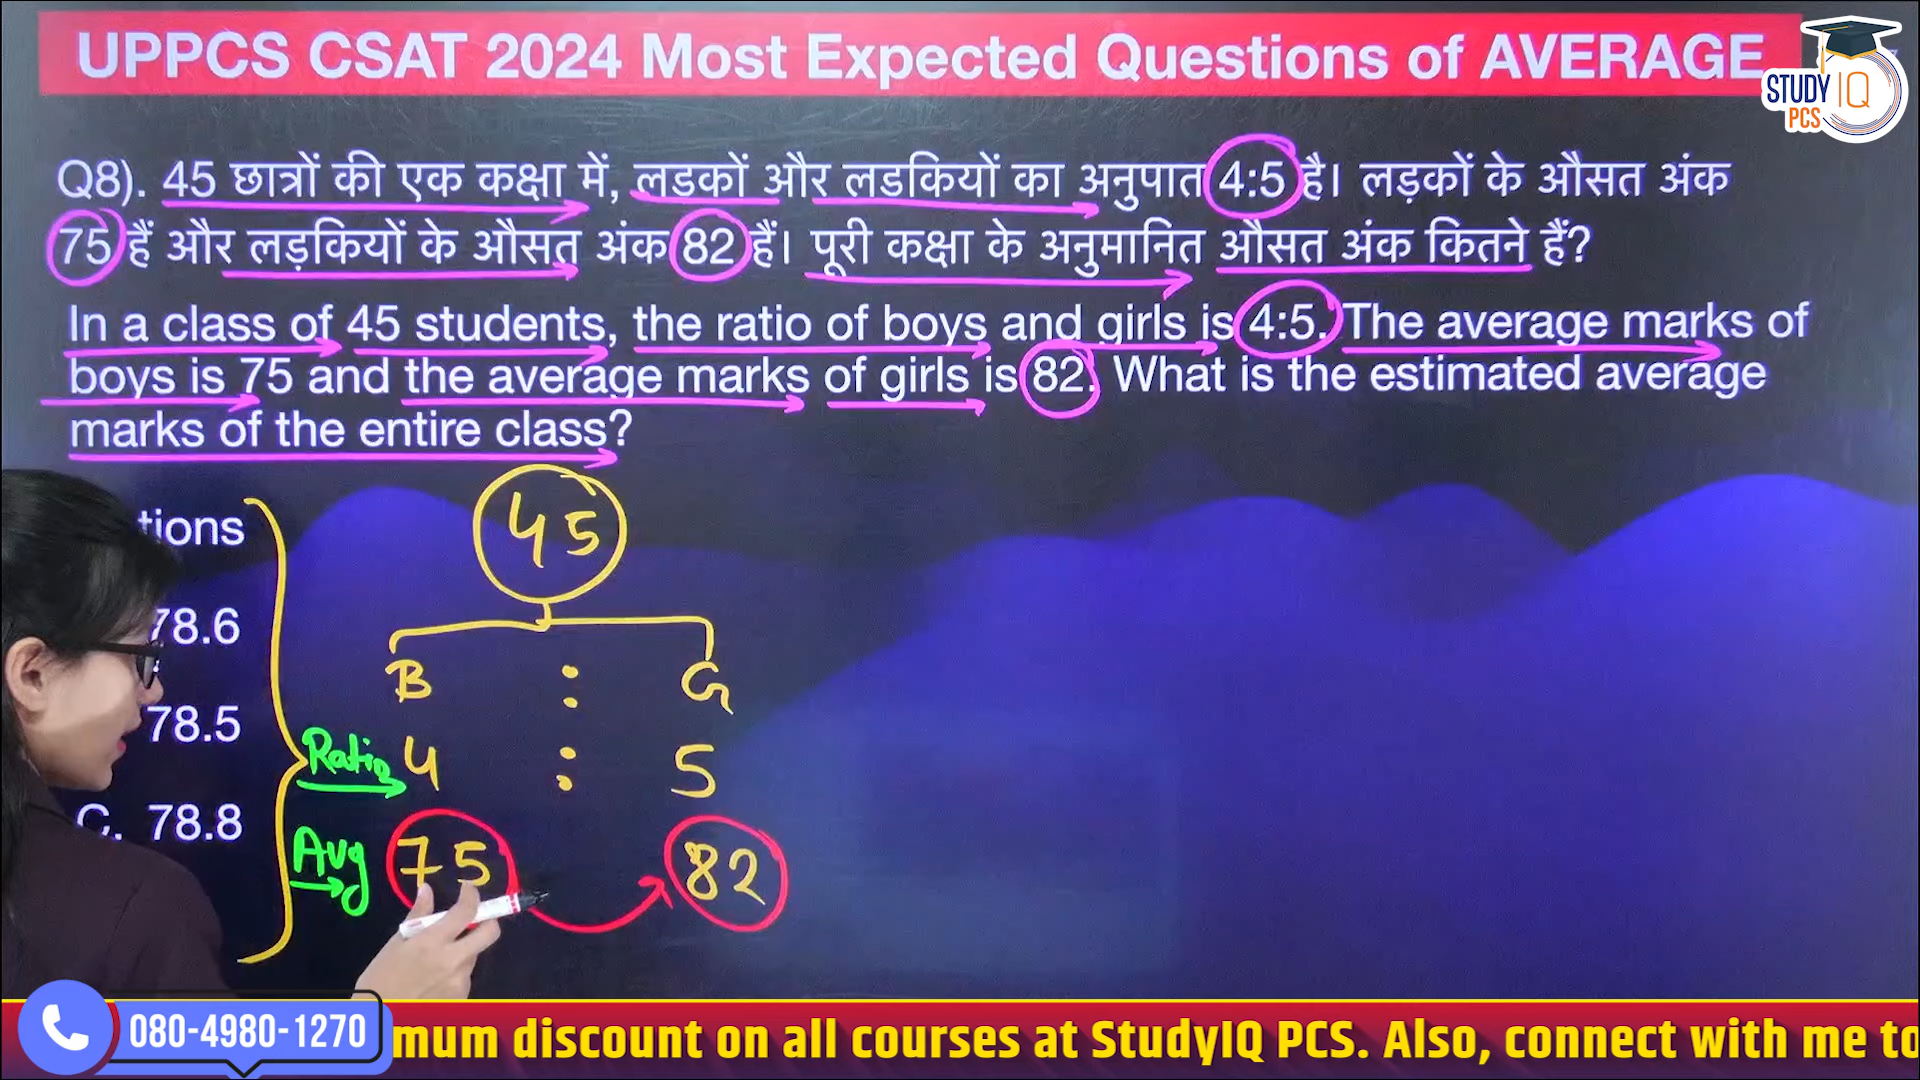 UPPCS CSAT 2024 Most Expected Questions of AVERAGE
STUDY IQ
PCS
Q8). 45 छात्रों की एक कक्षा में, लडकों और लडकियों का अनुपात 4:5 है। लड़कों के औसत अंक
75 हैं और लड़कियों के औसत अंक 82 हैं। पूरी कक्षा के अनुमानित औसत अंक कितने हैं?
In a class of 45 students, the ratio of boys and girls is 4:5. The average marks of
boys is 75 and the average marks of girls is 82. What is the estimated average
marks of the entire class?
tions
78.6
78.5
C. 78.8
45
B : G
Ratio 4 : 5
Avg 75 82
080-4980-1270
mum discount on all courses at StudyIQ PCS. Also, connect with me to